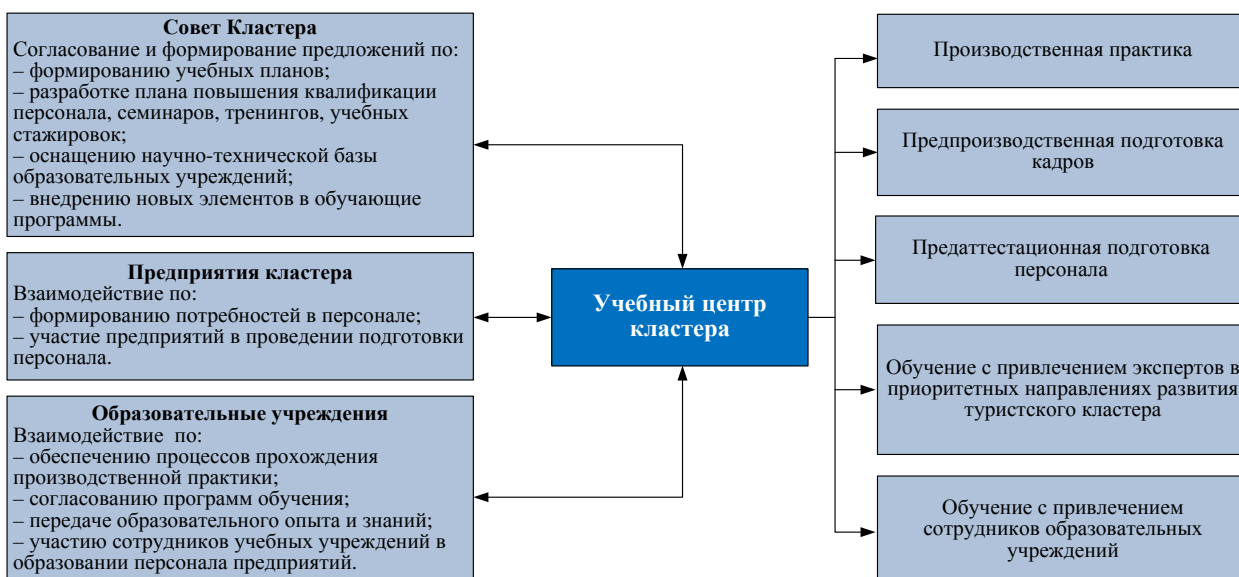 Совет Кластера
Согласование и формирование предложений по:
– формированию учебных планов;
– разработке плана повышения квалификации
персонала, семинаров, тренингов, учебных
стажировок;
– оснащению научно-технической базы
образовательных учреждений;
– внедрению новых элементов в обучающие
программы.
Предприятия кластера
Взаимодействие по:
– формированию потребностей в персонале;
– участие предприятий в проведении подготовки
персонала.
Образовательные учреждения
Взаимодействие  по:
– обеспечению процессов прохождения
производственной практики;
– согласованию программ обучения;
– передаче образовательного опыта и знаний;
– участию сотрудников учебных учреждений в
образовании персонала предприятий.
Учебный центр
кластера
Производственная практика
Предпроизводственная подготовка
кадров
Предаттестационная подготовка
персонала
Обучение с привлечением экспертов в
приоритетных направлениях развития
туристского кластера
Обучение с привлечением
сотрудников образовательных
учреждений